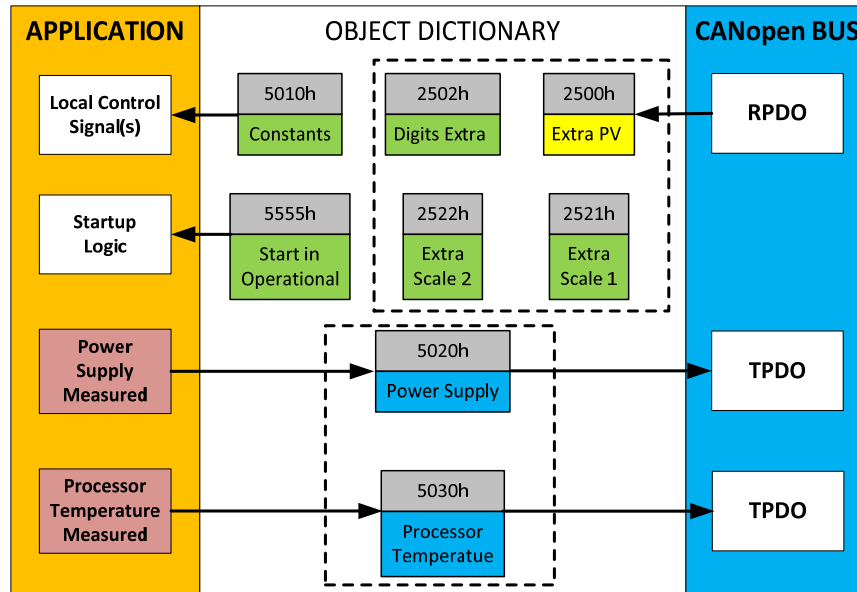 APPLICATION
OBJECT DICTIONARY
CANopen BUS
Local Control
Signal(s)
5010h
Constants
2502h
Digits Extra
2500h
Extra PV
RPDO
Startup
Logic
5555h
Start in
Operational
2522h
Extra
Scale 2
2521h
Extra
Scale 1
Power
Supply
Measured
5020h
Power Supply
TPDO
Processor
Temperature
Measured
5030h
Processor
Temperatue
TPDO